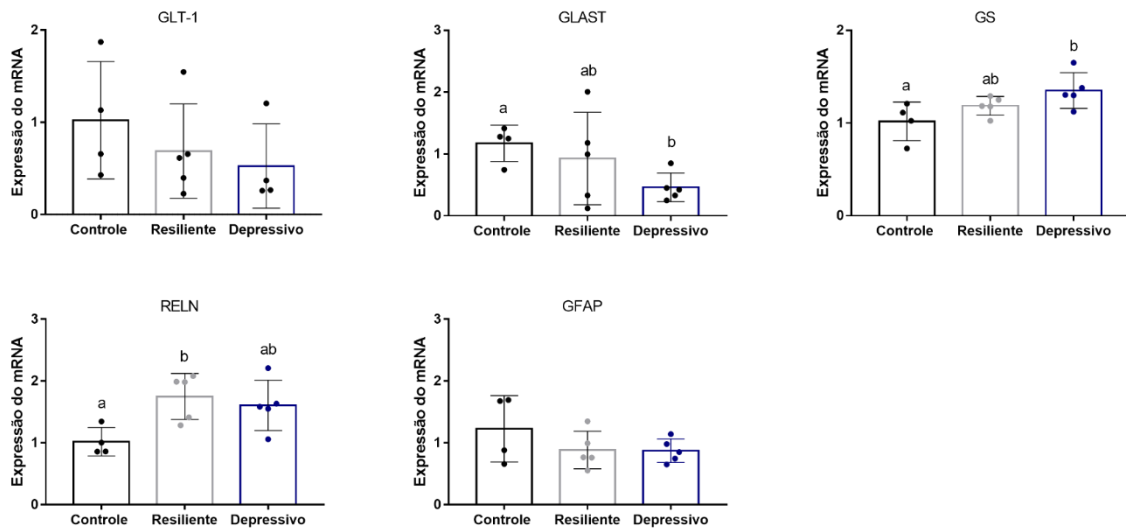 GLT-1
Expressão do mRNA
2
1
0
Controle Resiliente Depressivo
GLAST
Expressão do mRNA
3
2
1
0
a ab b
Controle Resiliente Depressivo
GS
Expressão do mRNA
2
1
0
a ab b
Controle Resiliente Depressivo
RELN
Expressão do mRNA
3
2
1
0
a b ab
Controle Resiliente Depressivo
GFAP
Expressão do mRNA
3
2
1
0
Controle Resiliente Depressivo